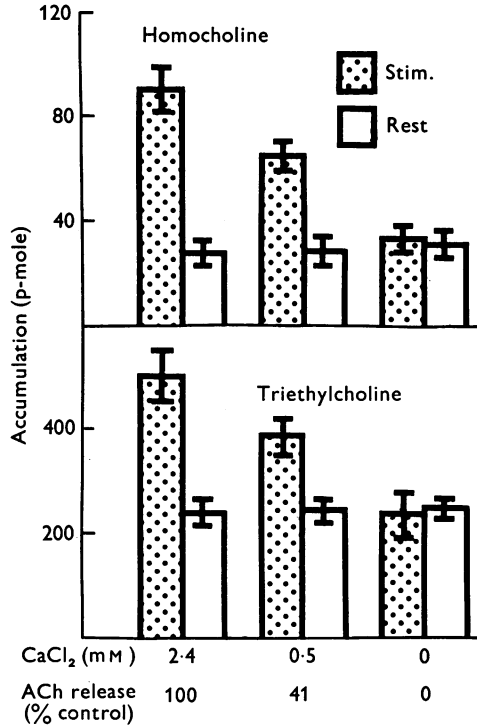 120
Homocholine
Stim.
80
Rest
40
Accumulation (p-mole)
Triethylcholine
400
200
CaCl₂ (mM) 2·4 0·5 0
ACh release 100 41 0
(% control)